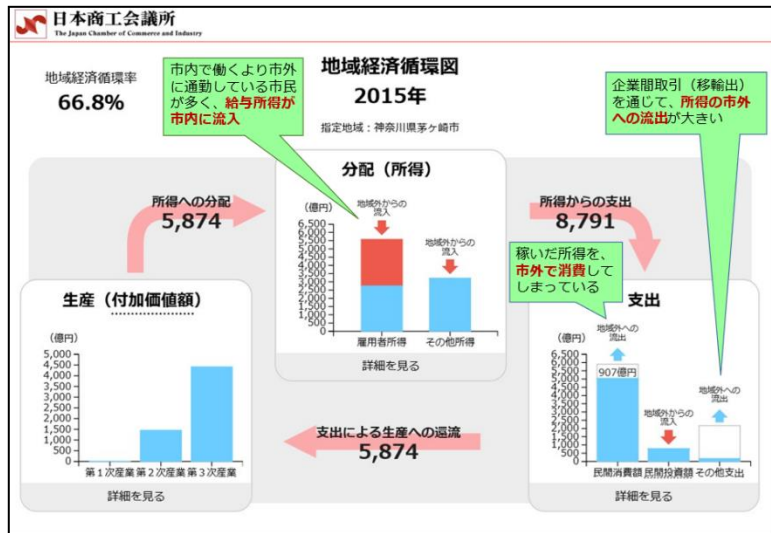 日本商工会議所
The Japan Chamber of Commerce and Industry
地域経済循環率
66.8%
市内で働くより市外
に通勤している市民
が多く、給与所得が
市内に流入
地域経済循環図
2015年
指定地域：神奈川県茅ヶ崎市
企業間取引（移輸出）
を通じて、所得の市外
への流出が大きい
所得への分配
5,874
分配（所得）
（億円）
6,500
6,000
5,500
5,000
4,500
4,000
3,500
3,000
2,500
2,000
1,500
1,000
500
0
地域外からの
流入
地域外からの
流入
雇用者所得
その他所得
詳細を見る
所得からの支出
8,791
稼いだ所得を、
市外で消費して
しまっている
生産（付加価値額）
（億円）
5,000
4,500
4,000
3,500
3,000
2,500
2,000
1,500
1,000
500
0
第１次産業
第２次産業
第３次産業
詳細を見る
支出による生産への還流
5,874
支出
（億円）
6,500
6,000
5,500
5,000
4,500
4,000
3,500
3,000
2,500
2,000
1,500
1,000
500
0
地域外への
流出
907億円
地域外からの
流入
地域外への
流出
民間消費額
民間投資額
その他支出
詳細を見る